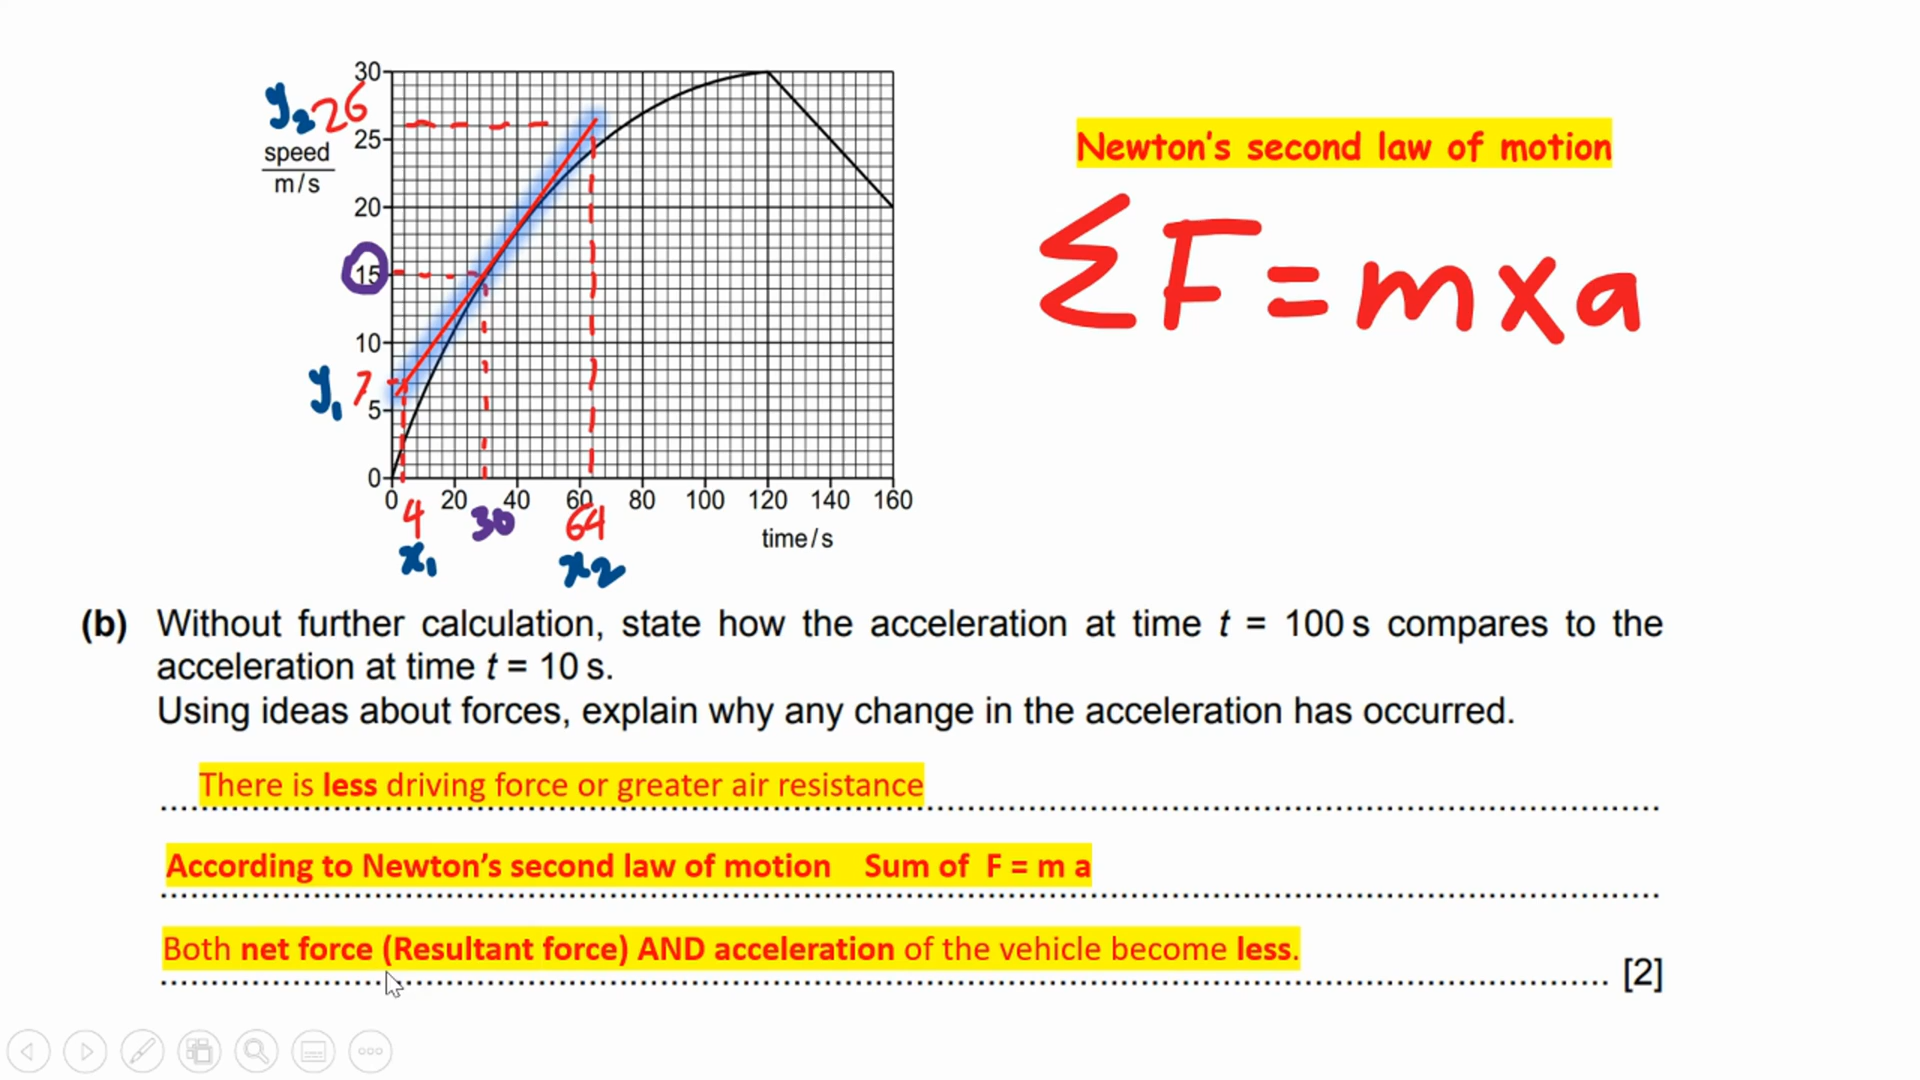 30
y₂ 26
25
speed
m/s
20
15
10
y₁ 7
5
0
0 20 40 60 80 100 120 140 160
4 30 64
time/s
x₁ x₂
Newton's second law of motion
ΣF=mxa
(b) Without further calculation, state how the acceleration at time t = 100 s compares to the
acceleration at time t = 10 s.
Using ideas about forces, explain why any change in the acceleration has occurred.
There is less driving force or greater air resistance
According to Newton's second law of motion Sum of F = m a
Both net force (Resultant force) AND acceleration of the vehicle become less.
[2]